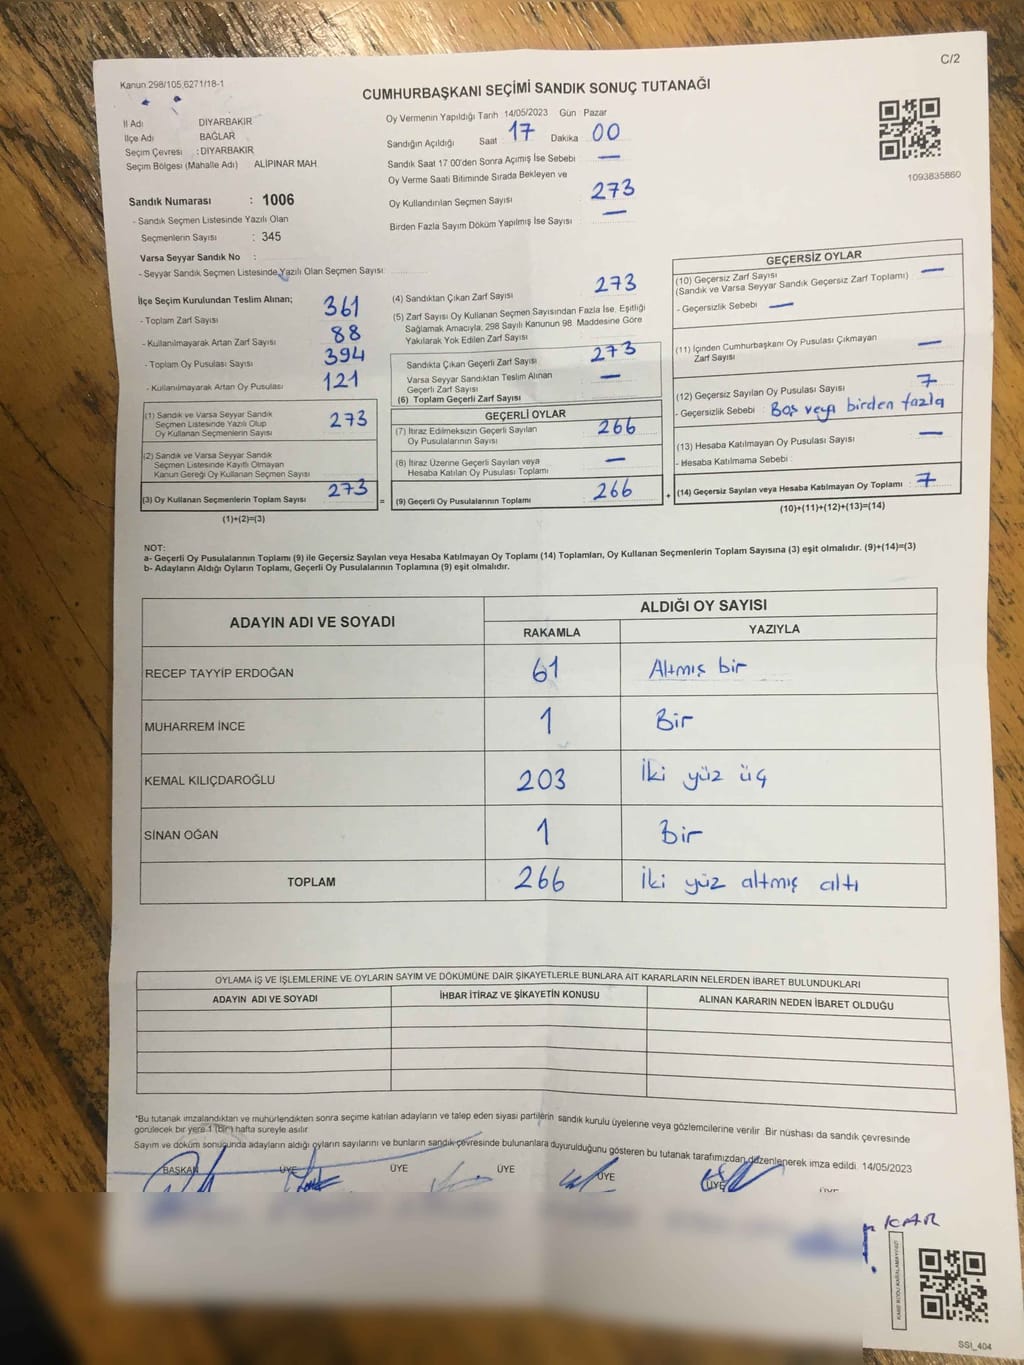 C/2
Kanun 298/105,6271/18-1
CUMHURBAŞKANI SEÇİMİ SANDIK SONUÇ TUTANAĞI
İl Adı DİYARBAKIR
İlçe Adı BAĞLAR
Seçim Çevresi : DİYARBAKIR
Seçim Bölgesi (Mahalle Adı) ALİPINAR MAH.
Sandık Numarası : 1006
- Sandık Seçmen Listesinde Yazılı Olan
Seçmenlerin Sayısı : 345
Varsa Seyyar Sandık No :
- Seyyar Sandık Seçmen Listesinde Yazılı Olan Seçmen Sayısı
Oy Vermenin Yapıldığı Tarih 14/05/2023 Gün Pazar
Sandığın Açıldığı Saat 17 Dakika 00
Sandık Saat 17 00'den Sonra Açımış İse Sebebi —
Oy Verme Saati Bitiminde Sırada Bekleyen ve
Oy Kullandırılan Seçmen Sayısı 273
Birden Fazla Sayım Döküm Yapılmış İse Sayısı —
1093835860
İlçe Seçim Kurulundan Teslim Alınan;
- Toplam Zarf Sayısı 361
- Kullanılmayarak Artan Zarf Sayısı 88
- Toplam Oy Pusulası Sayısı 394
- Kullanılmayarak Artan Oy Pusulası 121
(1) Sandık ve Varsa Seyyar Sandık
Seçmen Listesinde Yazılı Olup
Oy Kullanan Seçmenlerin Sayısı 273
(2) Sandık ve Varsa Seyyar Sandık
Seçmen Listesinde Kayıtlı Olmayan
Kanun Gereği Oy Kullanan Seçmen Sayısı
(3) Oy Kullanan Seçmenlerin Toplam Sayısı 273
(1)+(2)=(3)
(4) Sandıktan Çıkan Zarf Sayısı 273
(5) Zarf Sayısı Oy Kullanan Seçmen Sayısından Fazla İse, Eşitliği
Sağlamak Amacıyla, 298 Sayılı Kanunun 98. Maddesine Göre
Yakılarak Yok Edilen Zarf Sayısı
Sandıkta Çıkan Geçerli Zarf Sayısı 273
Varsa Seyyar Sandıktan Teslim Alınan
Geçerli Zarf Sayısı —
(6) Toplam Geçerli Zarf Sayısı
GEÇERLİ OYLAR
(7) İtiraz Edilmeksizin Geçerli Sayılan
Oy Pusulalarının Sayısı 266
(8) İtiraz Üzerine Geçerli Sayılan veya
Hesaba Katılan Oy Pusulası Toplamı —
(9) Geçerli Oy Pusulalarının Toplamı 266
GEÇERSİZ OYLAR
(10) Geçersiz Zarf Sayısı
(Sandık ve Varsa Seyyar Sandık Geçersiz Zarf Toplamı) —
- Geçersizlik Sebebi —
(11) İçinden Cumhurbaşkanı Oy Pusulası Çıkmayan
Zarf Sayısı —
(12) Geçersiz Sayılan Oy Pusulası Sayısı 7
- Geçersizlik Sebebi : Boş veya birden fazla
(13) Hesaba Katılmayan Oy Pusulası Sayısı —
- Hesaba Katılmama Sebebi :
(14) Geçersiz Sayılan veya Hesaba Katılmayan Oy Toplamı : 7
(10)+(11)+(12)+(13)=(14)
NOT:
a- Geçerli Oy Pusulalarının Toplamı (9) ile Geçersiz Sayılan veya Hesaba Katılmayan Oy Toplamı (14) Toplamları, Oy Kullanan Seçmenlerin Toplam Sayısına (3) eşit olmalıdır. (9)+(14)=(3)
b- Adayların Aldığı Oyların Toplamı, Geçerli Oy Pusulalarının Toplamına (9) eşit olmalıdır.
ADAYIN ADI VE SOYADI ALDIĞI OY SAYISI
RAKAMLA YAZIYLA
RECEP TAYYİP ERDOĞAN 61 Altmış bir
MUHARREM İNCE 1 Bir
KEMAL KILIÇDAROĞLU 203 İki yüz üç
SİNAN OĞAN 1 Bir
TOPLAM 266 İki yüz altmış altı
OYLAMA İŞ VE İŞLEMLERİNE VE OYLARIN SAYIM VE DÖKÜMÜNE DAİR ŞİKAYETLERLE BUNLARA AİT KARARLARIN NELERDEN İBARET BULUNDUKLARI
ADAYIN ADI VE SOYADI İHBAR İTİRAZ VE ŞİKAYETİN KONUSU ALINAN KARARIN NEDEN İBARET OLDUĞU
*Bu tutanak imzalandıktan ve mühürlendikten sonra seçime katılan adayların ve talep eden siyasi partilerin sandık kurulu üyelerine veya gözlemcilerine verilir. Bir nüshası da sandık çevresinde
görülecek bir yere 1 (bir) hafta süreyle asılır
Sayım ve döküm sonucunda adayların aldığı oyların sayılarını ve bunların sandık çevresinde bulunanlara duyurulduğunu gösteren bu tutanak tarafımızdan düzenlenerek imza edildi. 14/05/2023
BAŞKAN ÜYE ÜYE ÜYE ÜYE ÜYE
SSİ_404